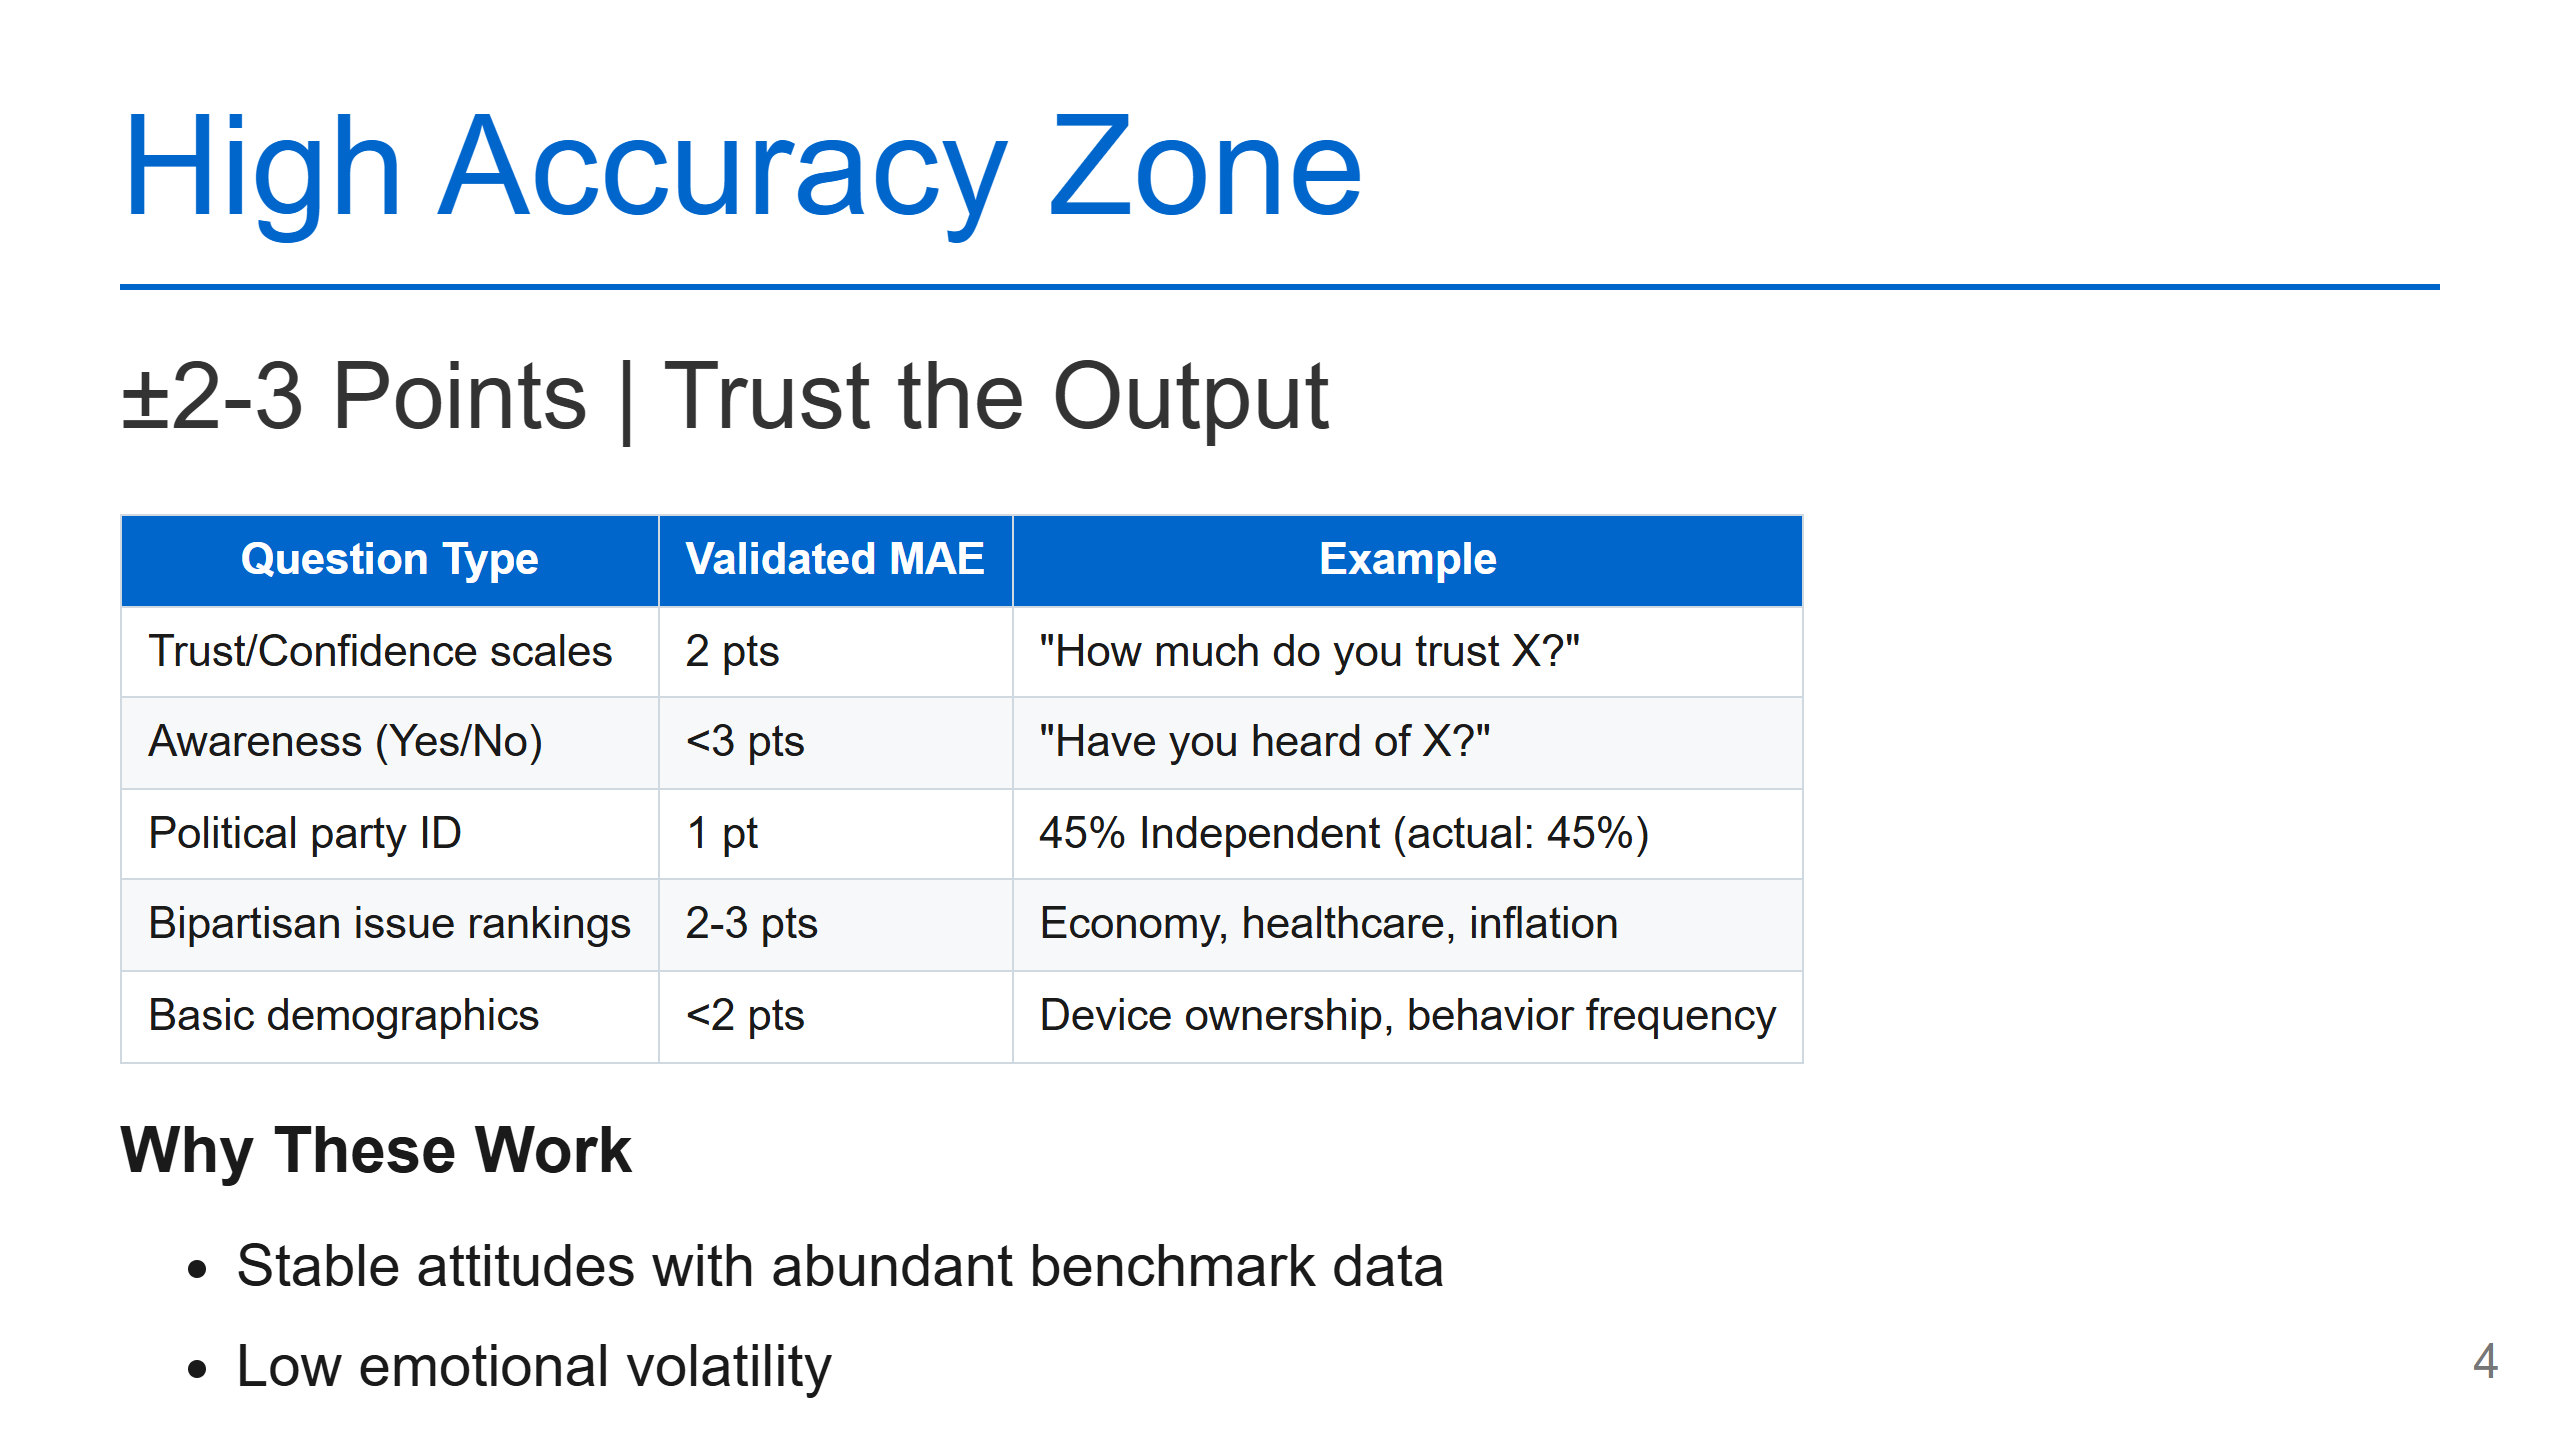 High Accuracy Zone
±2-3 Points | Trust the Output
Question Type Validated MAE Example
Trust/Confidence scales 2 pts "How much do you trust X?"
Awareness (Yes/No) <3 pts "Have you heard of X?"
Political party ID 1 pt 45% Independent (actual: 45%)
Bipartisan issue rankings 2-3 pts Economy, healthcare, inflation
Basic demographics <2 pts Device ownership, behavior frequency
Why These Work
• Stable attitudes with abundant benchmark data
• Low emotional volatility
4